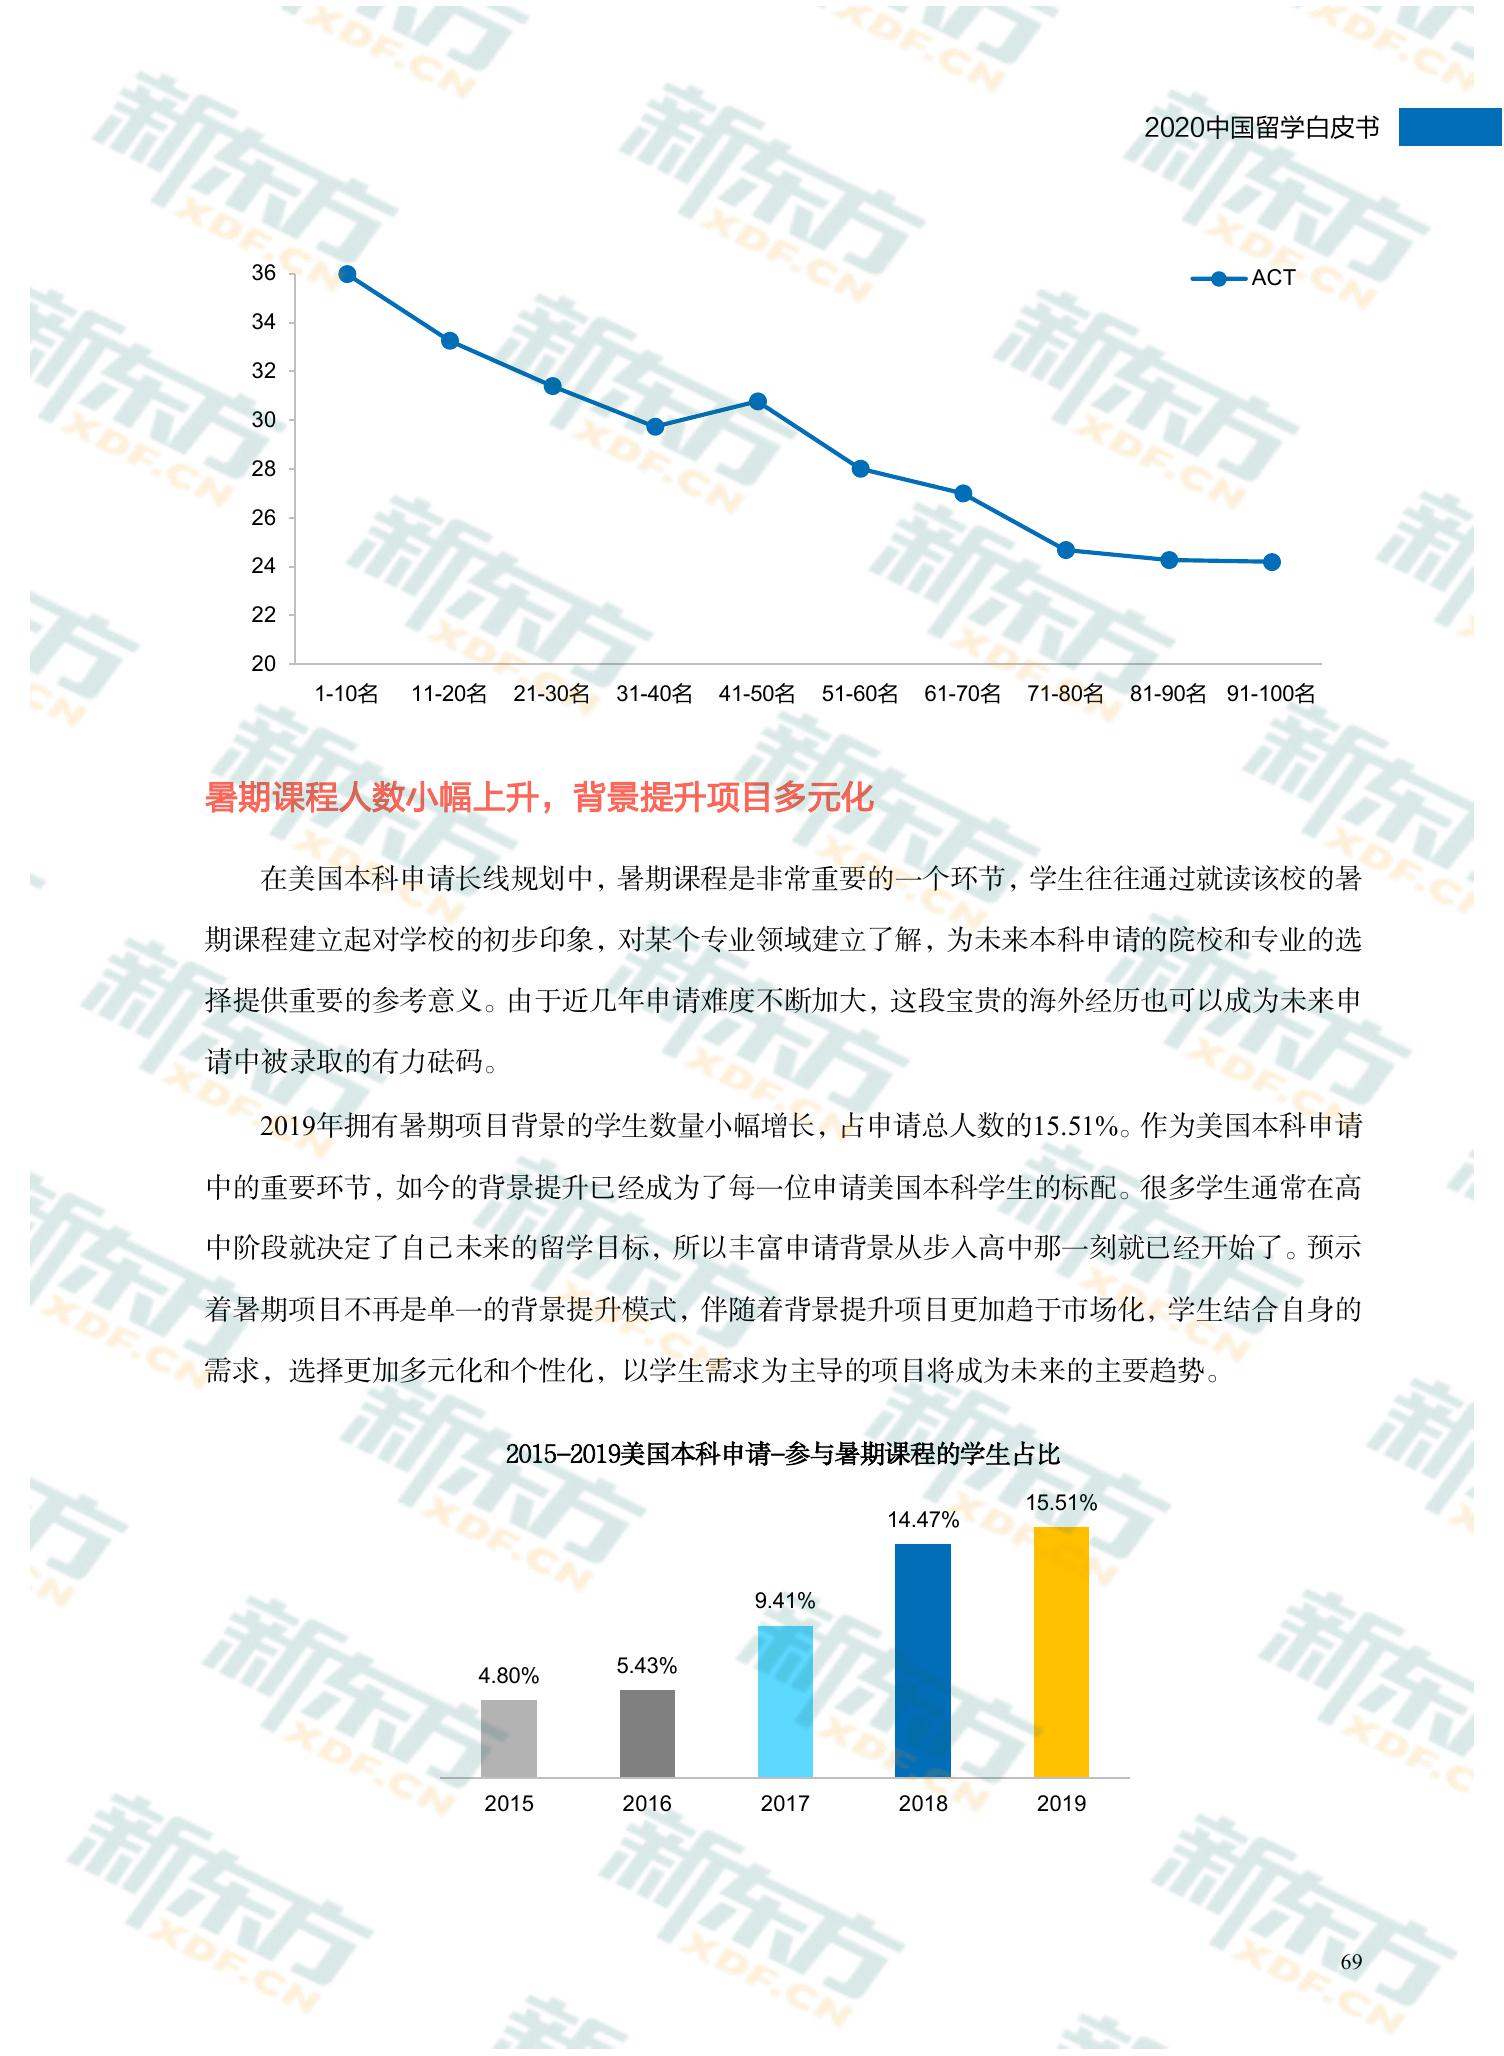 2020中国留学白皮书
ACT
36
34
32
30
28
26
24
22
20
1-10名 11-20名 21-30名 31-40名 41-50名 51-60名 61-70名 71-80名 81-90名 91-100名
暑期课程人数小幅上升，背景提升项目多元化
在美国本科申请长线规划中，暑期课程是非常重要的一个环节，学生往往通过就读该校的暑
期课程建立起对学校的初步印象，对某个专业领域建立了解，为未来本科申请的院校和专业的选
择提供重要的参考意义。由于近几年申请难度不断加大，这段宝贵的海外经历也可以成为未来申
请中被录取的有力砝码。
2019年拥有暑期项目背景的学生数量小幅增长，占申请总人数的15.51%。作为美国本科申请
中的重要环节，如今的背景提升已经成为了每一位申请美国本科学生的标配。很多学生通常在高
中阶段就决定了自己未来的留学目标，所以丰富申请背景从步入高中那一刻就已经开始了。预示
着暑期项目不再是单一的背景提升模式，伴随着背景提升项目更加趋于市场化，学生结合自身的
需求，选择更加多元化和个性化，以学生需求为主导的项目将成为未来的主要趋势。
2015–2019美国本科申请–参与暑期课程的学生占比
4.80% 5.43% 9.41% 14.47% 15.51%
2015 2016 2017 2018 2019
69
新东方
XDF.CN